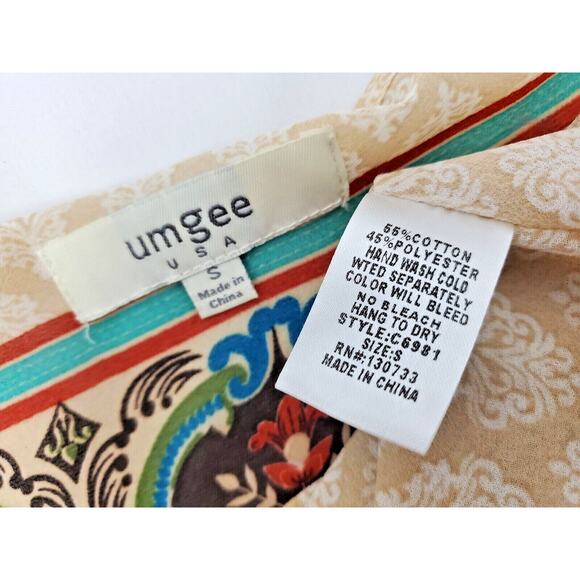 umgee
USA
S
Made in
China
55%COTTON
45%POLYESTER
HAND WASH COLD
WTED SEPARATELY
COLOR WILL BLEED
NO BLEACH
HANG TO DRY
STYLE:C6981
SIZE:S
RN#:130733
MADE IN CHINA